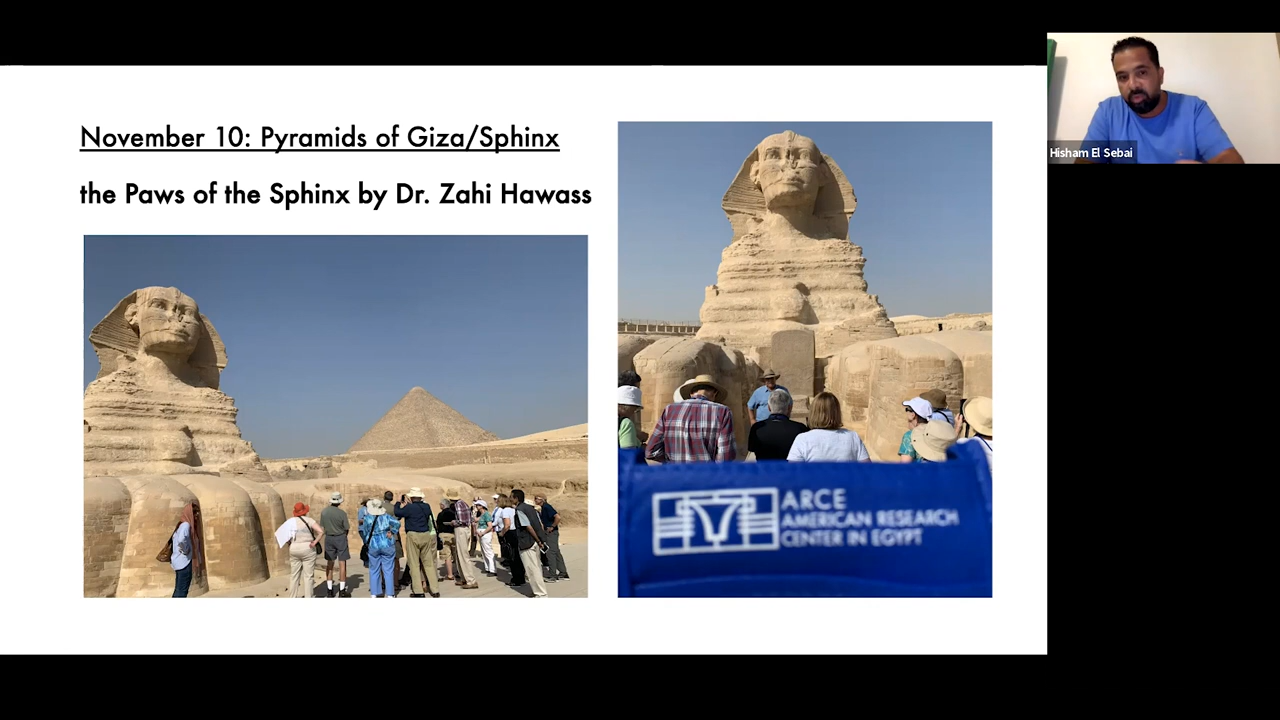 November 10: Pyramids of Giza/Sphinx
the Paws of the Sphinx by Dr. Zahi Hawass
ARCE
AMERICAN RESEARCH
CENTER IN EGYPT
Hisham El Sebai